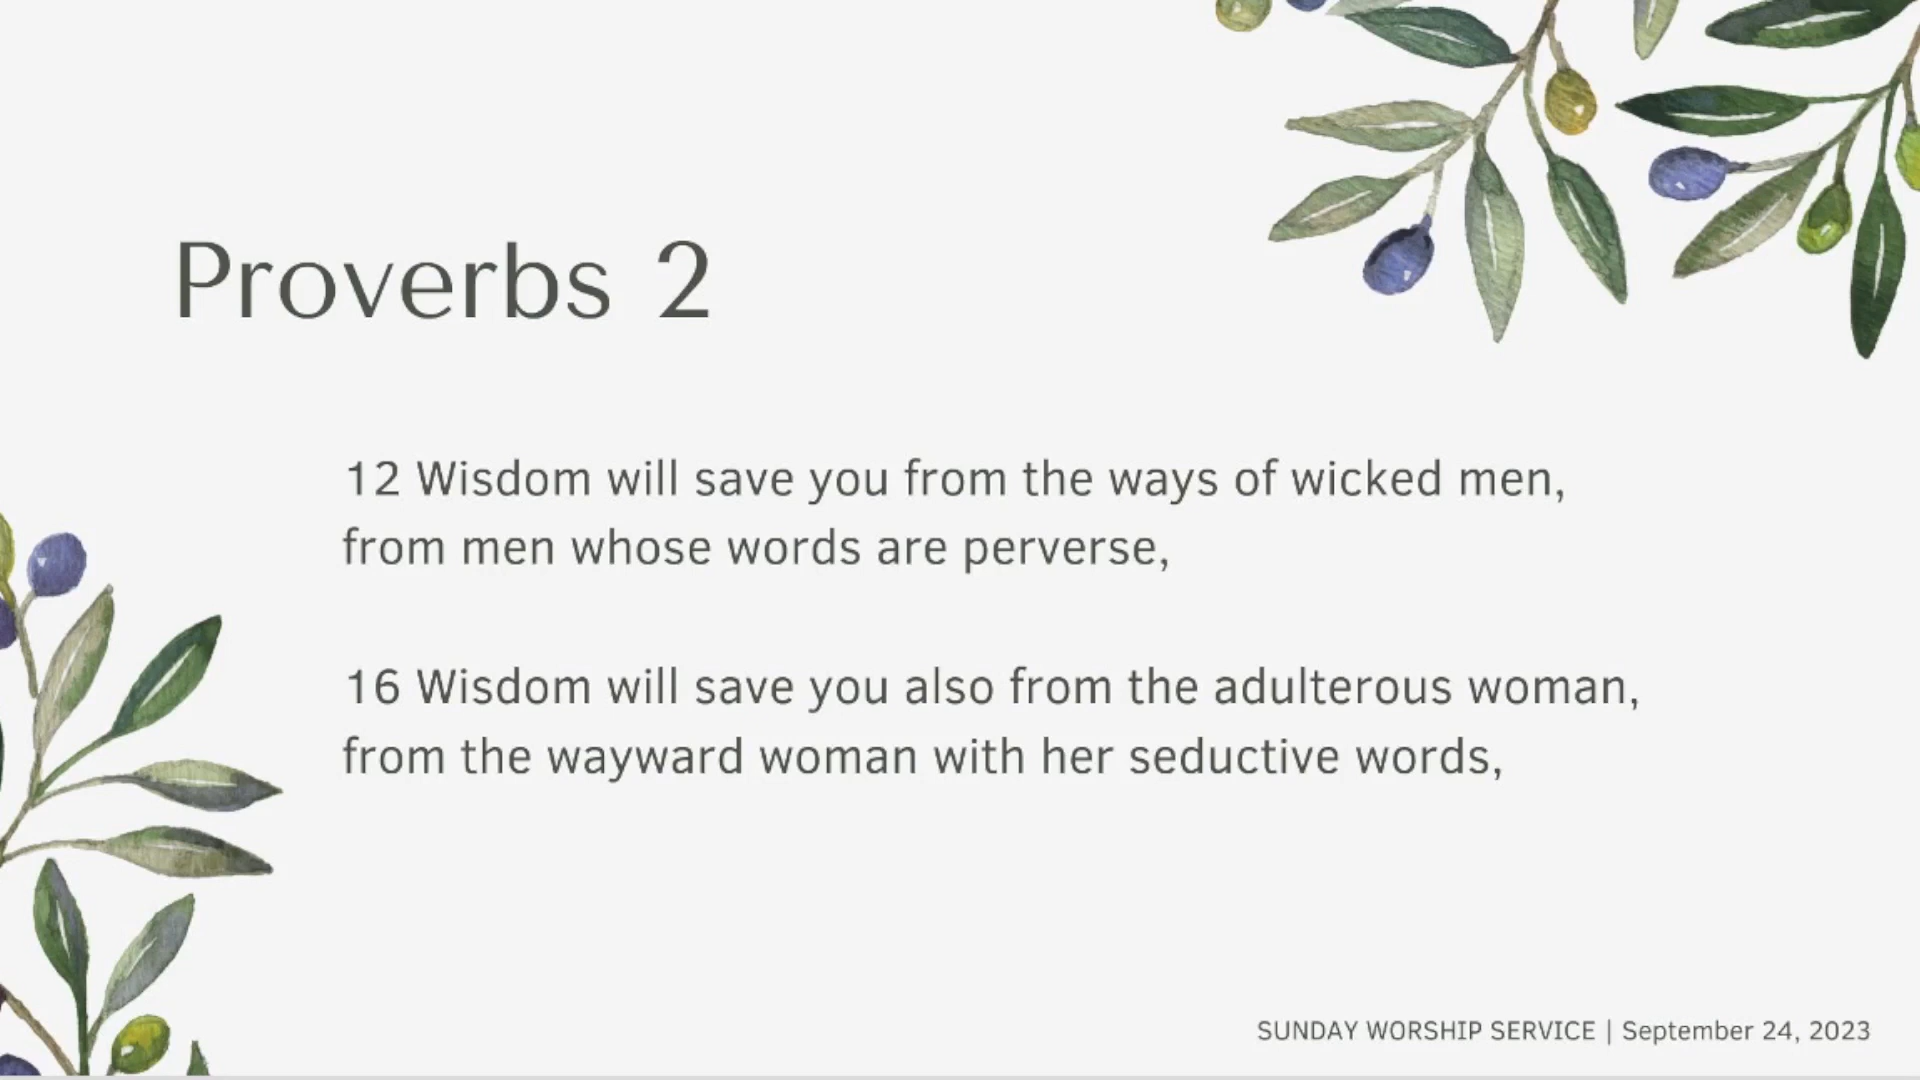 Proverbs 2
12 Wisdom will save you from the ways of wicked men,
from men whose words are perverse,
16 Wisdom will save you also from the adulterous woman,
from the wayward woman with her seductive words,
SUNDAY WORSHIP SERVICE | September 24, 2023